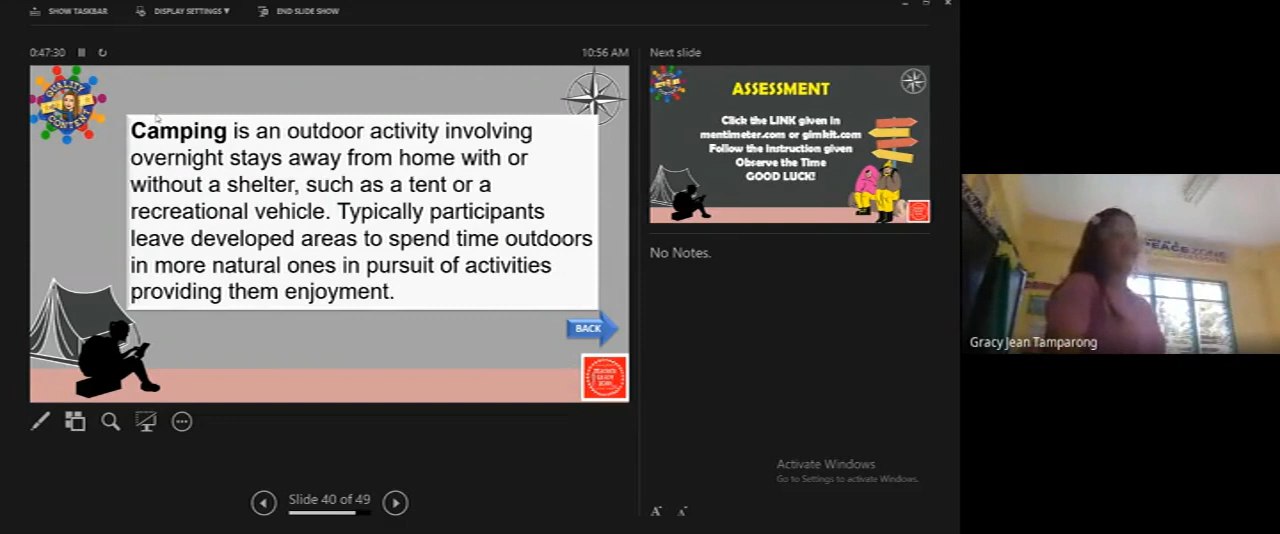 SHOW TASKBAR
DISPLAY SETTINGS ▼
END SLIDE SHOW
0:47:30
10:56 AM
Next slide
QUALITY
CONTENT
Camping is an outdoor activity involving
overnight stays away from home with or
without a shelter, such as a tent or a
recreational vehicle. Typically participants
leave developed areas to spend time outdoors
in more natural ones in pursuit of activities
providing them enjoyment.
BACK
ASSESSMENT
Click the LINK given in
mentimeter.com or gimkit.com
Follow the Instruction given
Observe the Time
GOOD LUCK!
No Notes.
PEACE ZONE
Gracy Jean Tamparong
Activate Windows
Go to Settings to activate Windows.
Slide 40 of 49
A
A